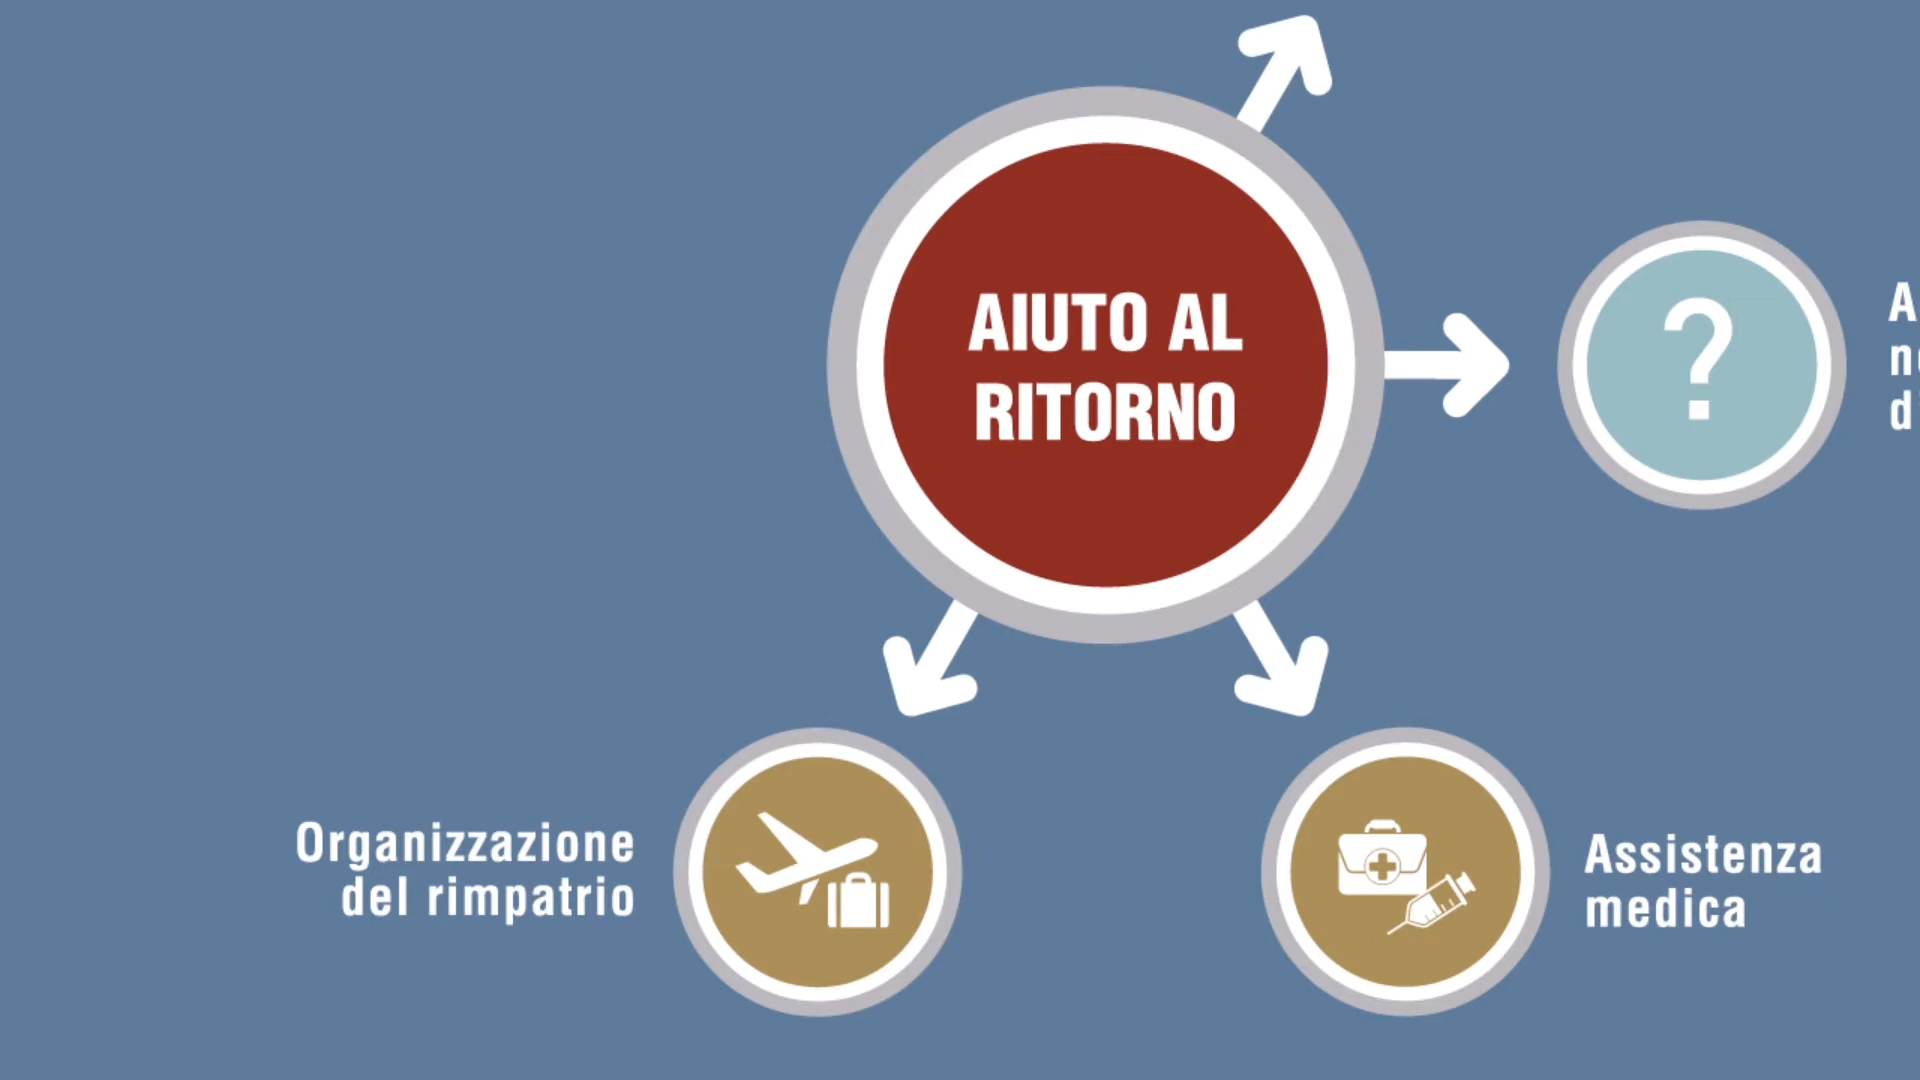 AIUTO AL
RITORNO
?
Organizzazione
del rimpatrio
Assistenza
medica